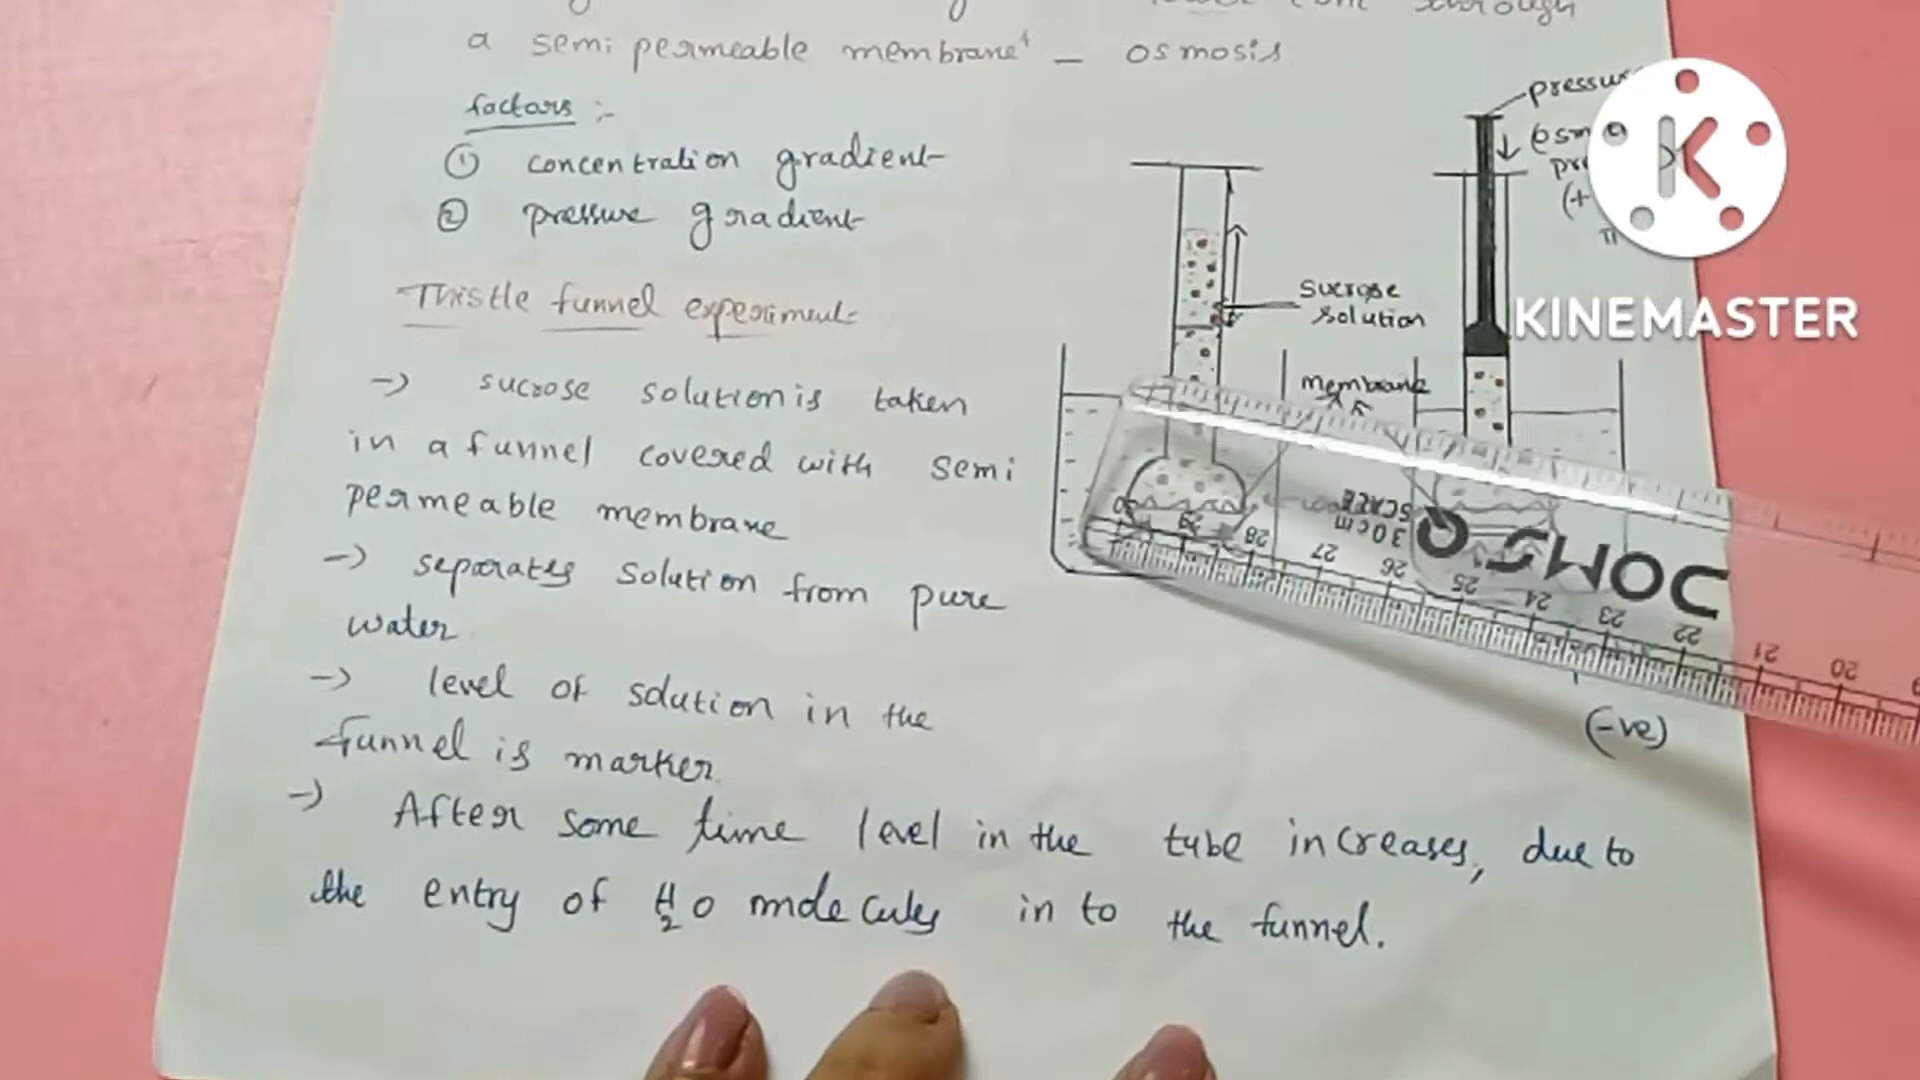 through
a semi permeable membrane' - osmosis
factors :-
① concentration gradient
② pressure gradient
Thistle funnel experiment
-> sucrose solution is taken
in a funnel covered with semi
permeable membrane
-> separates solution from pure
water
-> level of solution in the
funnel is marker
-> After some time level in the tube increases, due to
the entry of H2O molecules in to the funnel.
sucrose
solution
membrane
(-ve)
KINEMASTER
30 29 28 27 26 25 24 23 22 21 20
30cm
SCALE
DOMS